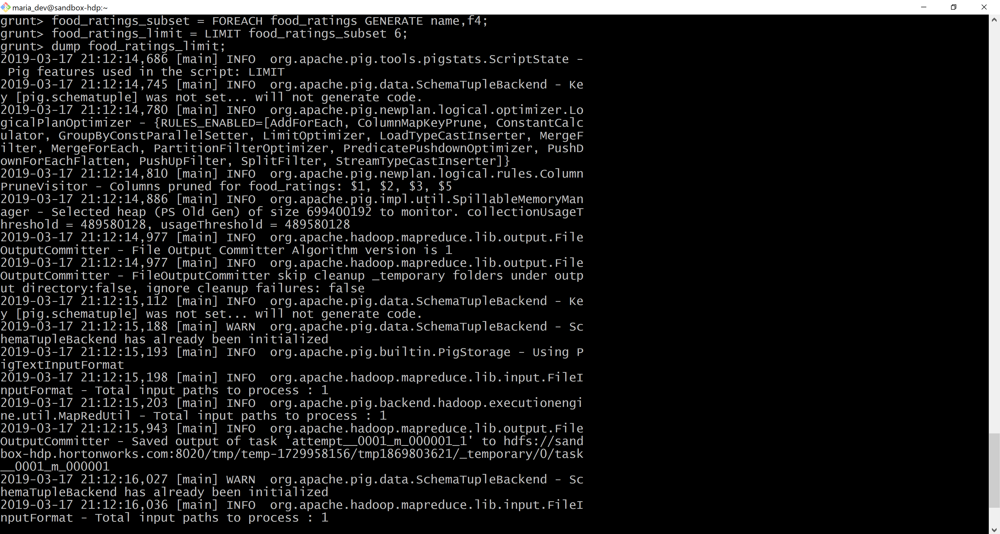 maria_dev@sandbox-hdp:~
grunt> food_ratings_subset = FOREACH food_ratings GENERATE name,f4;
grunt> food_ratings_limit = LIMIT food_ratings_subset 6;
grunt> dump food_ratings_limit;
2019-03-17 21:12:14,686 [main] INFO  org.apache.pig.tools.pigstats.ScriptState -
 Pig features used in the script: LIMIT
2019-03-17 21:12:14,745 [main] INFO  org.apache.pig.data.SchemaTupleBackend - Ke
y [pig.schematuple] was not set... will not generate code.
2019-03-17 21:12:14,780 [main] INFO  org.apache.pig.newplan.logical.optimizer.Lo
gicalPlanOptimizer - {RULES_ENABLED=[AddForEach, ColumnMapKeyPrune, ConstantCalc
ulator, GroupByConstParallelSetter, LimitOptimizer, LoadTypeCastInserter, MergeF
ilter, MergeForEach, PartitionFilterOptimizer, PredicatePushdownOptimizer, PushD
ownForEachFlatten, PushUpFilter, SplitFilter, StreamTypeCastInserter]}
2019-03-17 21:12:14,810 [main] INFO  org.apache.pig.newplan.logical.rules.Column
PruneVisitor - Columns pruned for food_ratings: $1, $2, $3, $5
2019-03-17 21:12:14,886 [main] INFO  org.apache.pig.impl.util.SpillableMemoryMan
ager - Selected heap (PS Old Gen) of size 699400192 to monitor. collectionUsageT
hreshold = 489580128, usageThreshold = 489580128
2019-03-17 21:12:14,977 [main] INFO  org.apache.hadoop.mapreduce.lib.output.File
OutputCommitter - File Output Committer Algorithm version is 1
2019-03-17 21:12:14,977 [main] INFO  org.apache.hadoop.mapreduce.lib.output.File
OutputCommitter - FileOutputCommitter skip cleanup _temporary folders under outp
ut directory:false, ignore cleanup failures: false
2019-03-17 21:12:15,112 [main] INFO  org.apache.pig.data.SchemaTupleBackend - Ke
y [pig.schematuple] was not set... will not generate code.
2019-03-17 21:12:15,188 [main] WARN  org.apache.pig.data.SchemaTupleBackend - Sc
hemaTupleBackend has already been initialized
2019-03-17 21:12:15,193 [main] INFO  org.apache.pig.builtin.PigStorage - Using P
igTextInputFormat
2019-03-17 21:12:15,198 [main] INFO  org.apache.hadoop.mapreduce.lib.input.FileI
nputFormat - Total input paths to process : 1
2019-03-17 21:12:15,203 [main] INFO  org.apache.pig.backend.hadoop.executionengi
ne.util.MapRedUtil - Total input paths to process : 1
2019-03-17 21:12:15,943 [main] INFO  org.apache.hadoop.mapreduce.lib.output.File
OutputCommitter - Saved output of task 'attempt__0001_m_000001_1' to hdfs://sand
box-hdp.hortonworks.com:8020/tmp/temp-1729958156/tmp1869803621/_temporary/0/task
__0001_m_000001
2019-03-17 21:12:16,027 [main] WARN  org.apache.pig.data.SchemaTupleBackend - Sc
hemaTupleBackend has already been initialized
2019-03-17 21:12:16,036 [main] INFO  org.apache.hadoop.mapreduce.lib.input.FileI
nputFormat - Total input paths to process : 1